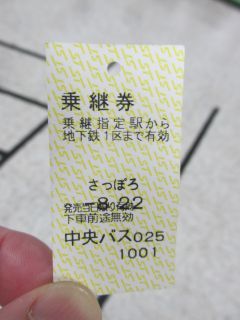 乗継券
乗継指定駅から
地下鉄1区まで有効
さっぽろ
-8.22
発売当日限り有効
下車前途無効
中央バス025
1001